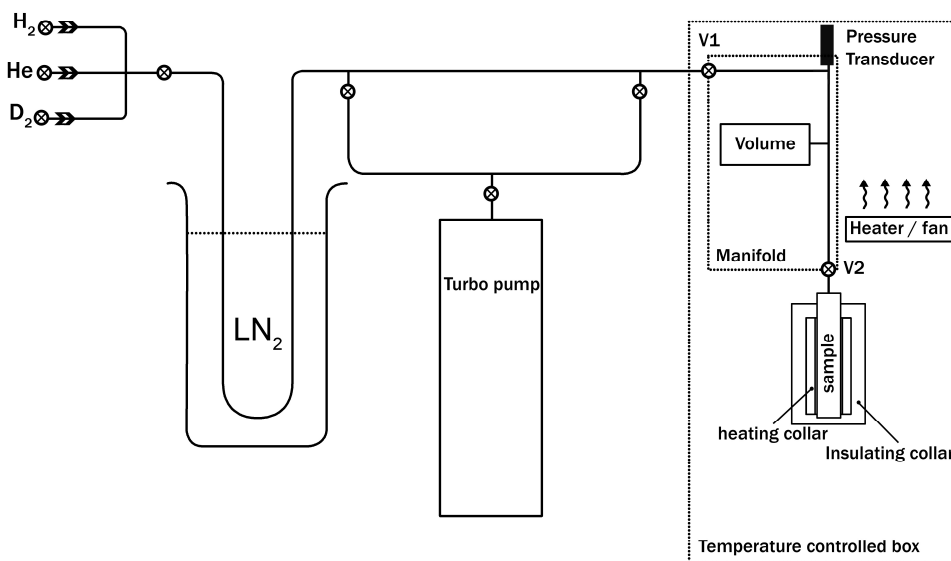 H2
He
D2
LN2
Turbo pump
V1
Pressure
Transducer
Volume
Heater / fan
Manifold
V2
sample
heating collar
Insulating collar
Temperature controlled box